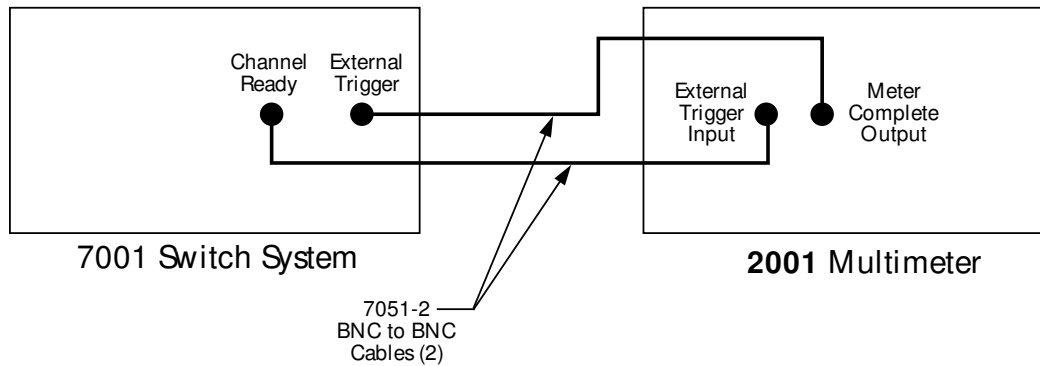 Channel
Ready
External
Trigger
External
Trigger
Input
Meter
Complete
Output
7001 Switch System
2001 Multimeter
7051-2
BNC to BNC
Cables (2)